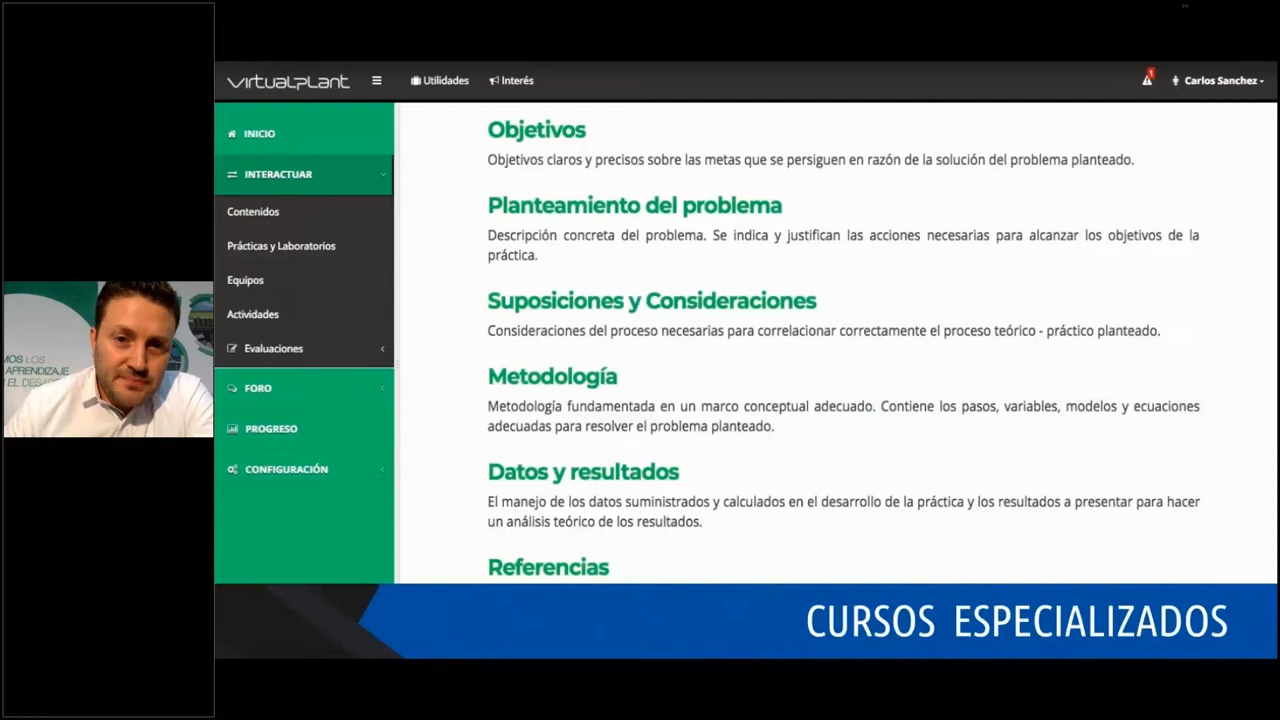 virtualplant
Utilidades
Interés
1
Carlos Sanchez
INICIO
INTERACTUAR
Contenidos
Prácticas y Laboratorios
Equipos
Actividades
Evaluaciones
FORO
PROGRESO
CONFIGURACIÓN
Objetivos
Objetivos claros y precisos sobre las metas que se persiguen en razón de la solución del problema planteado.
Planteamiento del problema
Descripción concreta del problema. Se indica y justifican las acciones necesarias para alcanzar los objetivos de la
práctica.
Suposiciones y Consideraciones
Consideraciones del proceso necesarias para correlacionar correctamente el proceso teórico - práctico planteado.
Metodología
Metodología fundamentada en un marco conceptual adecuado. Contiene los pasos, variables, modelos y ecuaciones
adecuadas para resolver el problema planteado.
Datos y resultados
El manejo de los datos suministrados y calculados en el desarrollo de la práctica y los resultados a presentar para hacer
un análisis teórico de los resultados.
Referencias
MOS LOS
APRENDIZAJE
EL DESA
CURSOS ESPECIALIZADOS